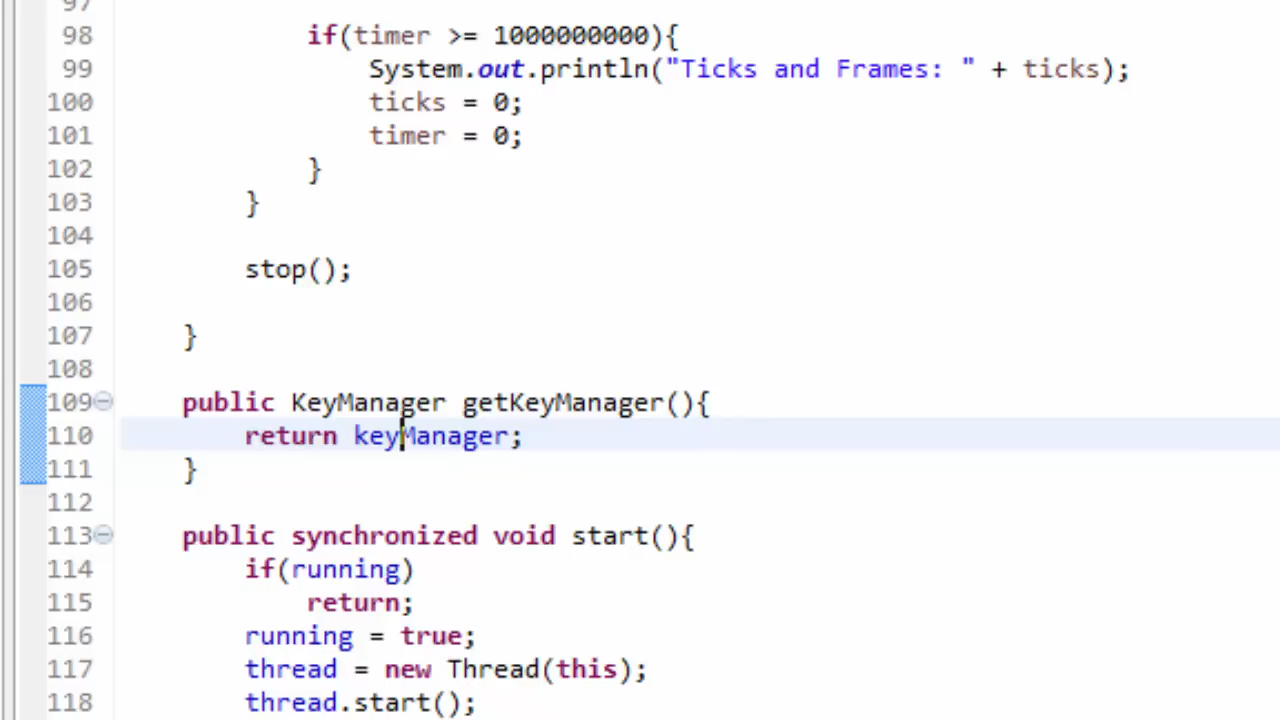 97
98 if(timer >= 1000000000){
99 System.out.println("Ticks and Frames: " + ticks);
100 ticks = 0;
101 timer = 0;
102 }
103 }
104
105 stop();
106
107 }
108
109 public KeyManager getKeyManager(){
110 return keyManager;
111 }
112
113 public synchronized void start(){
114 if(running)
115 return;
116 running = true;
117 thread = new Thread(this);
118 thread.start();